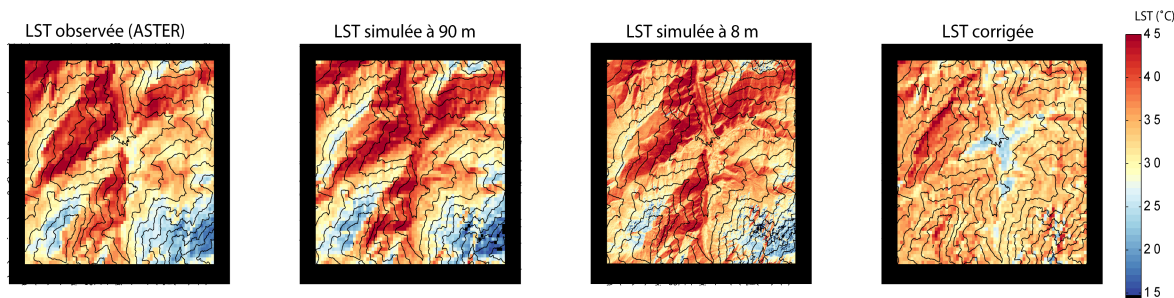 LST observée (ASTER)
LST simulée à 90 m
LST simulée à 8 m
LST corrigée
LST (°C)
45
40
35
30
25
20
15